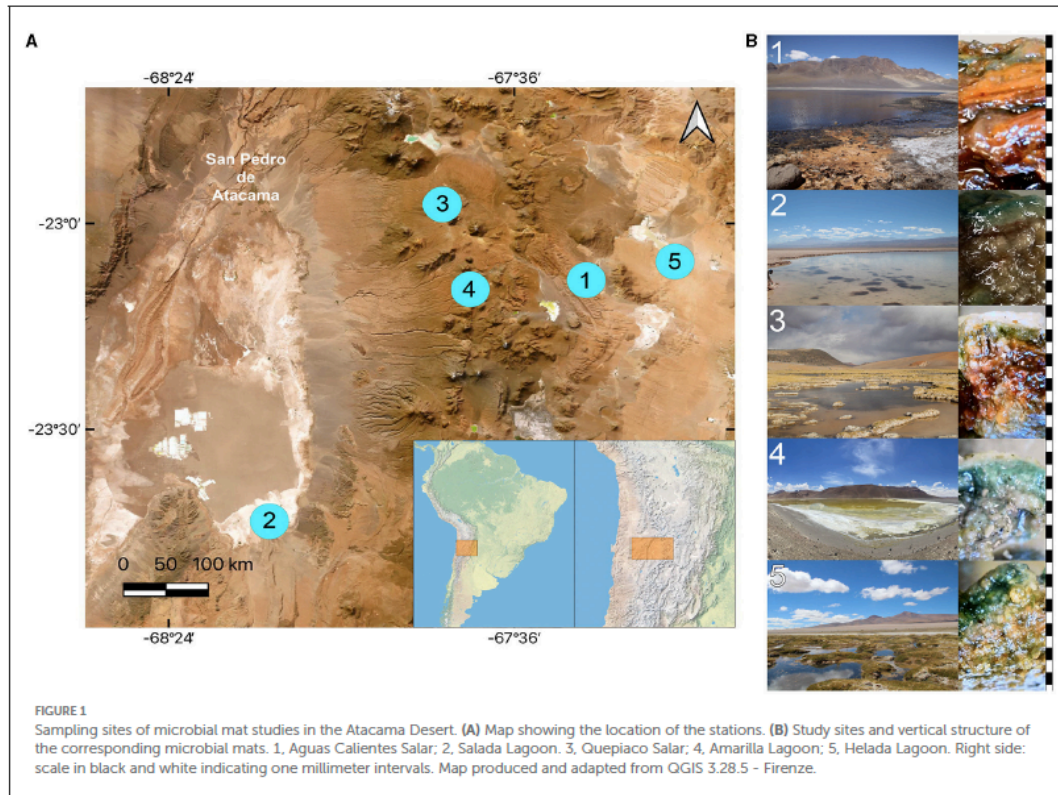 A
B
-68°24'
-67°36'
San Pedro
de
Atacama
-23°0'
-23°30'
3
4
1
5
2
0 50 100 km
-68°24'
-67°36'
1
2
3
4
5
FIGURE 1
Sampling sites of microbial mat studies in the Atacama Desert. (A) Map showing the location of the stations. (B) Study sites and vertical structure of
the corresponding microbial mats. 1, Aguas Calientes Salar; 2, Salada Lagoon. 3, Quepiaco Salar; 4, Amarilla Lagoon; 5, Helada Lagoon. Right side:
scale in black and white indicating one millimeter intervals. Map produced and adapted from QGIS 3.28.5 - Firenze.